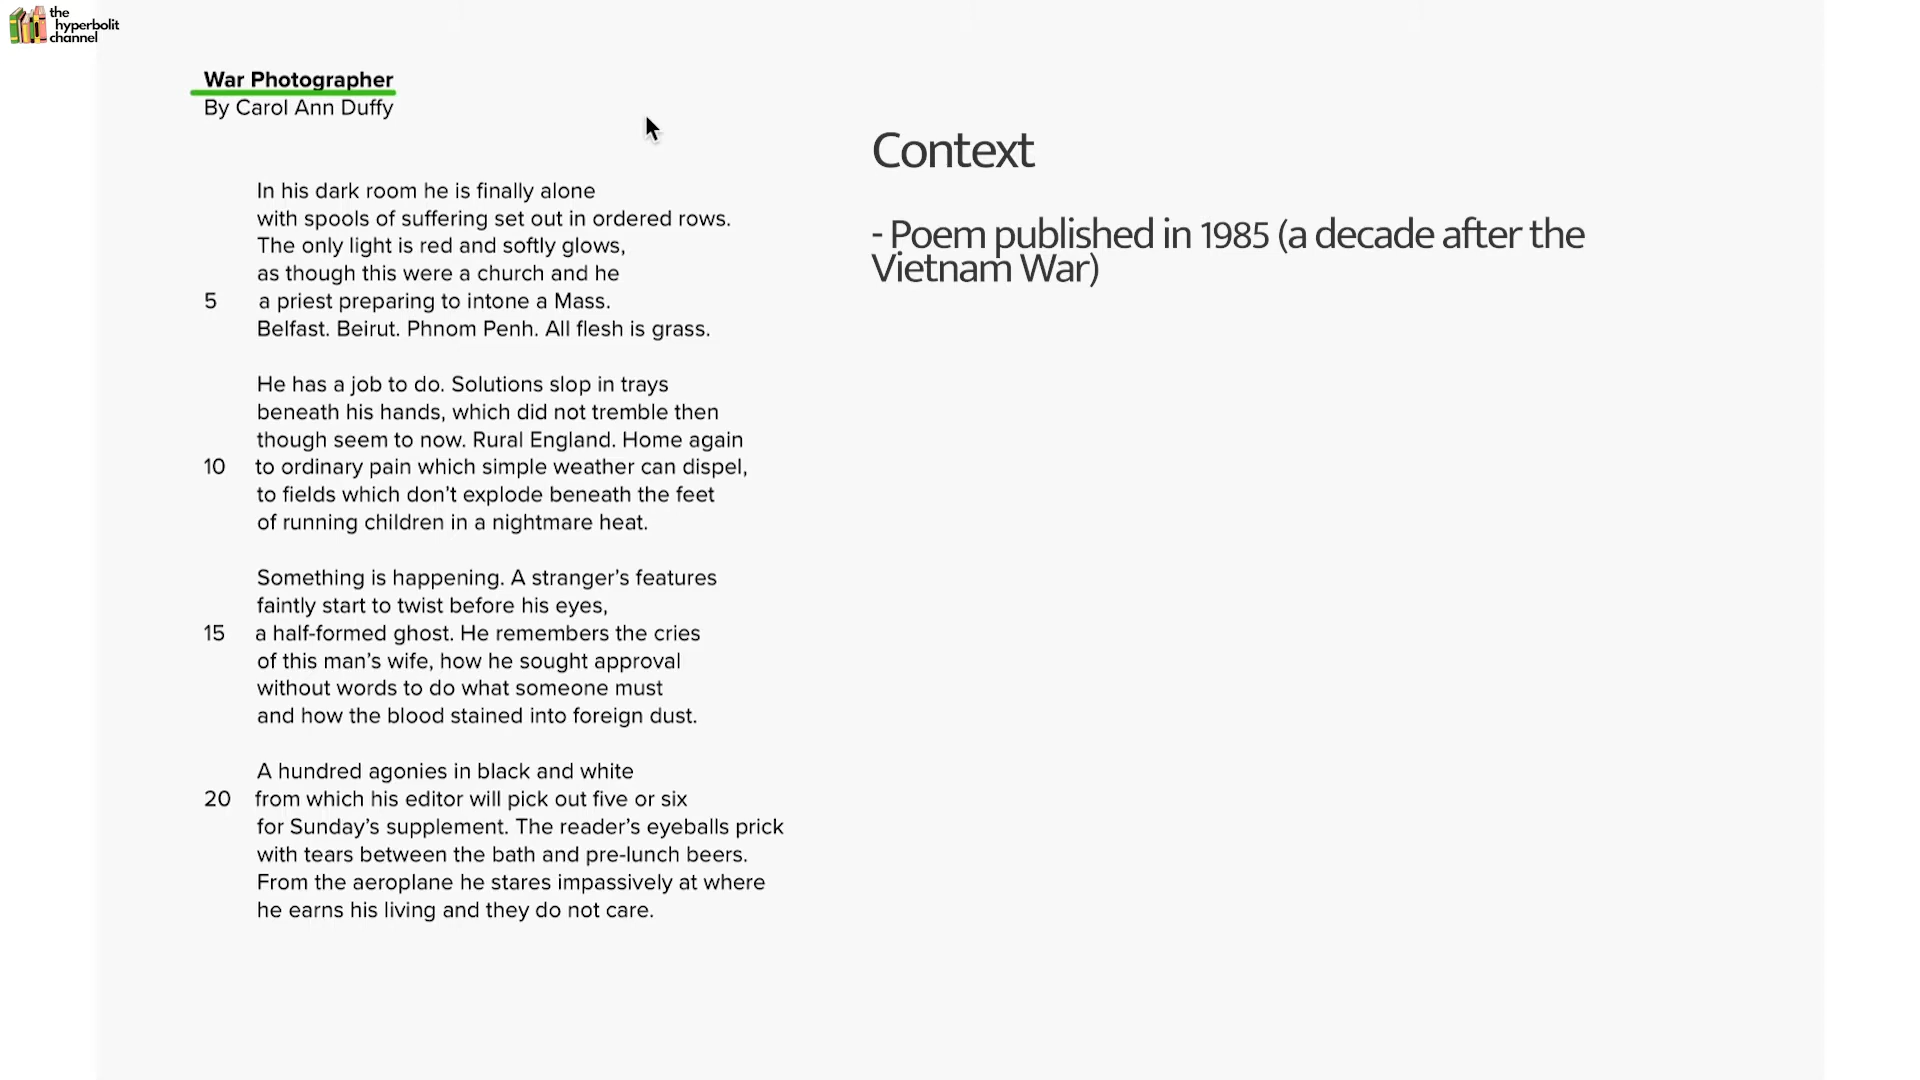 the
hyperbolit
channel
War Photographer
By Carol Ann Duffy
In his dark room he is finally alone
with spools of suffering set out in ordered rows.
The only light is red and softly glows,
as though this were a church and he
5 a priest preparing to intone a Mass.
Belfast. Beirut. Phnom Penh. All flesh is grass.
He has a job to do. Solutions slop in trays
beneath his hands, which did not tremble then
though seem to now. Rural England. Home again
10 to ordinary pain which simple weather can dispel,
to fields which don't explode beneath the feet
of running children in a nightmare heat.
Something is happening. A stranger's features
faintly start to twist before his eyes,
15 a half-formed ghost. He remembers the cries
of this man's wife, how he sought approval
without words to do what someone must
and how the blood stained into foreign dust.
A hundred agonies in black and white
20 from which his editor will pick out five or six
for Sunday's supplement. The reader's eyeballs prick
with tears between the bath and pre-lunch beers.
From the aeroplane he stares impassively at where
he earns his living and they do not care.
Context
- Poem published in 1985 (a decade after the
Vietnam War)